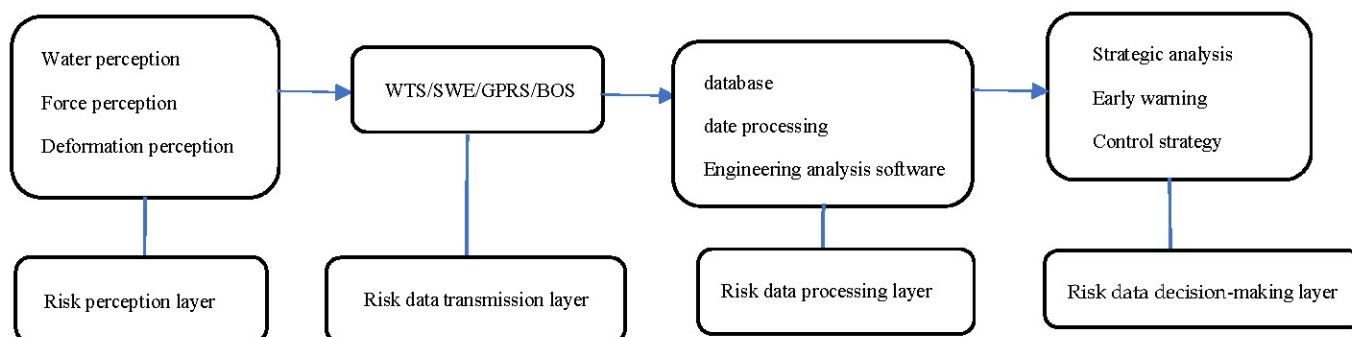 Water perception
Force perception
Deformation perception
WTS/SWE/GPRS/BOS
database
date processing
Engineering analysis software
Strategic analysis
Early warning
Control strategy
Risk perception layer
Risk data transmission layer
Risk data processing layer
Risk data decision-making layer